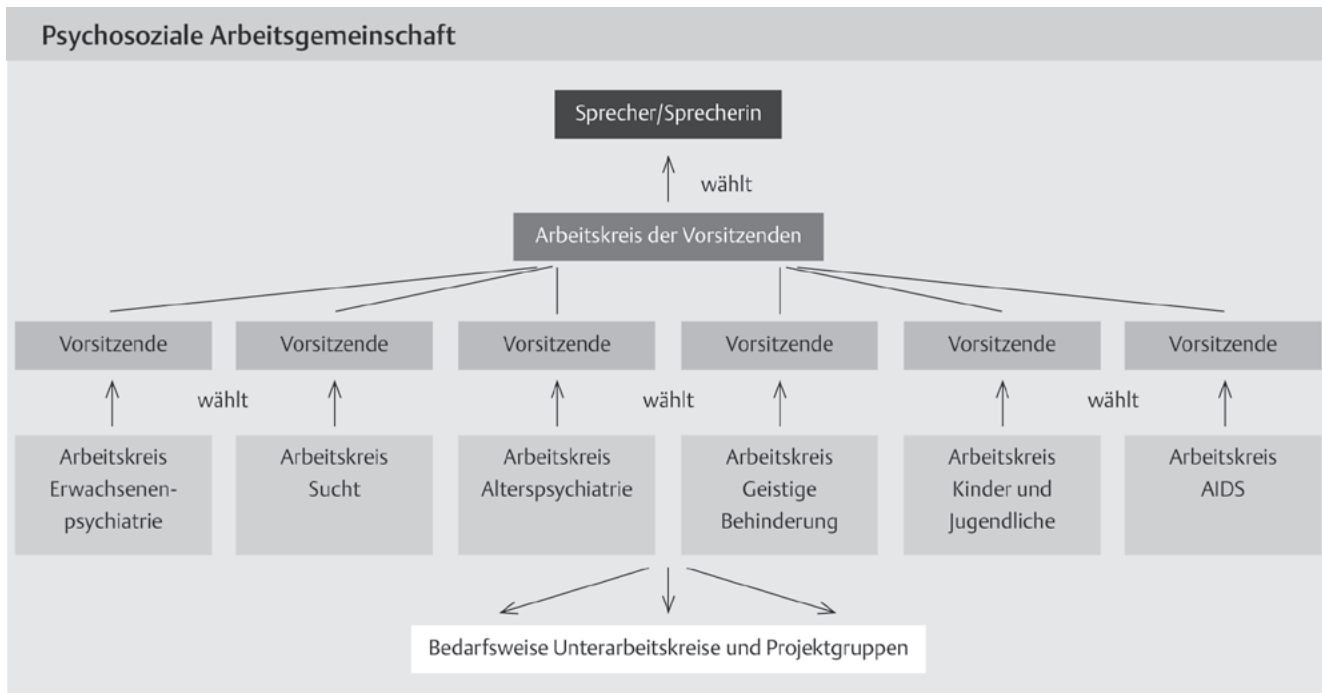 Psychosoziale Arbeitsgemeinschaft
Sprecher/Sprecherin
wählt
Arbeitskreis der Vorsitzenden
Vorsitzende
Vorsitzende
Vorsitzende
Vorsitzende
Vorsitzende
Vorsitzende
wählt
wählt
wählt
Arbeitskreis
Erwachsenen-
psychiatrie
Arbeitskreis
Sucht
Arbeitskreis
Alterspsychiatrie
Arbeitskreis
Geistige
Behinderung
Arbeitskreis
Kinder und
Jugendliche
Arbeitskreis
AIDS
Bedarfsweise Unterarbeitskreise und Projektgruppen